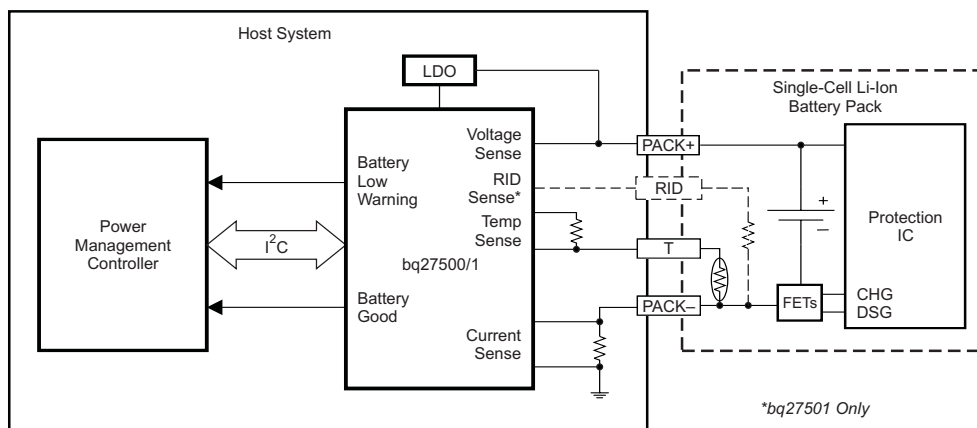 Host System
LDO
Single-Cell Li-Ion
Battery Pack
Power
Management
Controller
I²C
Battery
Low
Warning
Battery
Good
bq27500/1
Voltage
Sense
RID
Sense*
Temp
Sense
Current
Sense
PACK+
RID
T
PACK–
+
–
FETs
CHG
DSG
Protection
IC
*bq27501 Only